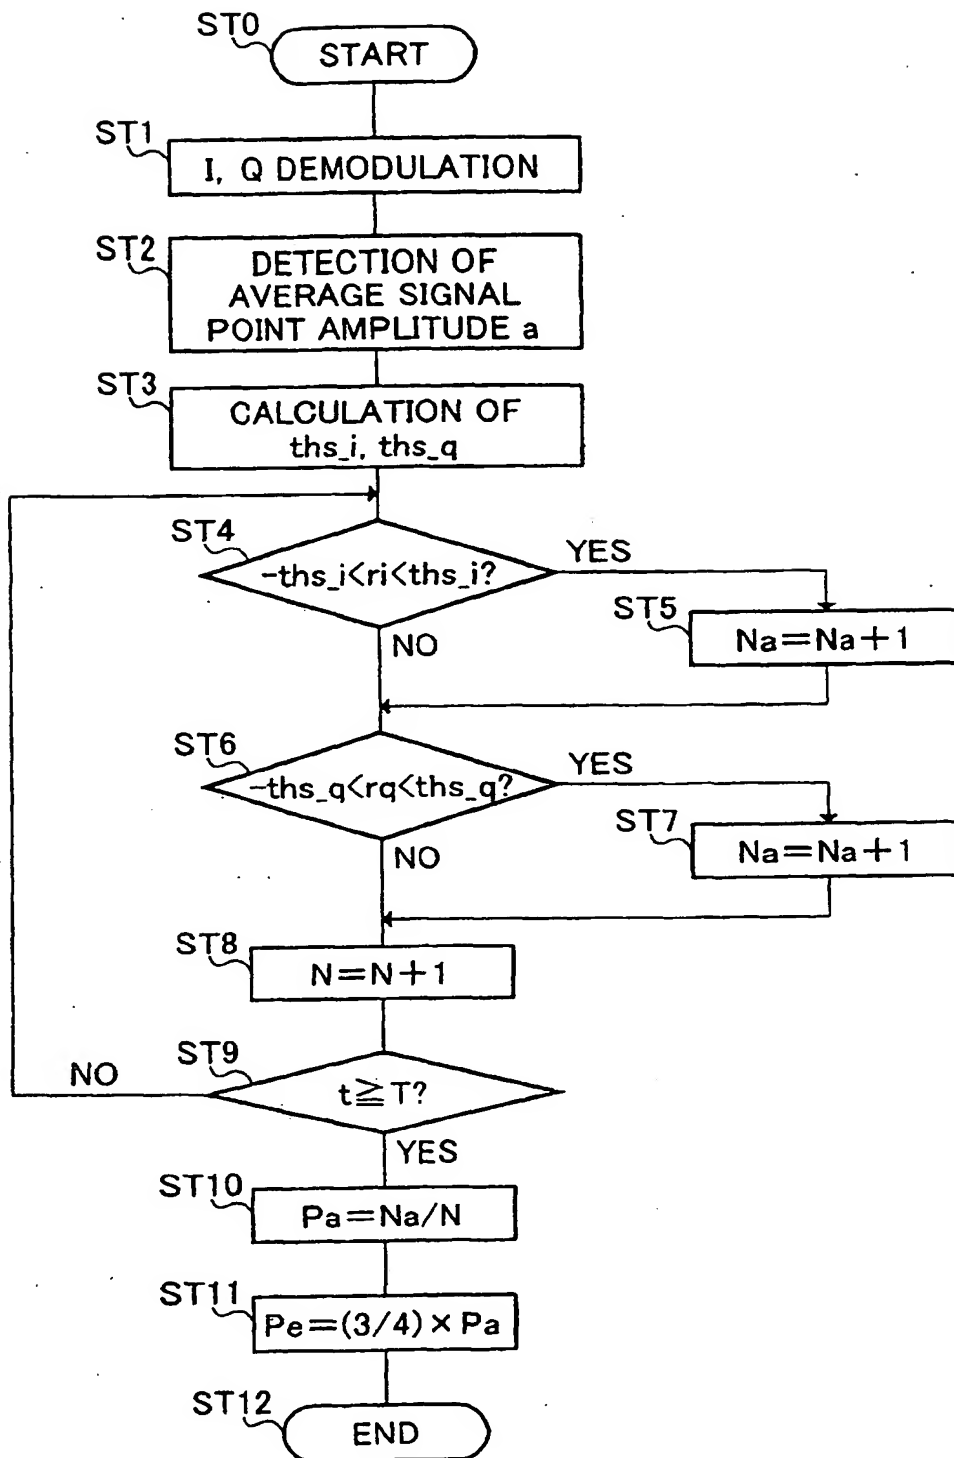 ST0
START
ST1
I, Q DEMODULATION
ST2
DETECTION OF
AVERAGE SIGNAL
POINT AMPLITUDE a
ST3
CALCULATION OF
ths_i, ths_q
ST4
-ths_i<ri<ths_i?
YES
NO
ST5
Na=Na+1
ST6
-ths_q<rq<ths_q?
YES
NO
ST7
Na=Na+1
ST8
N=N+1
ST9
NO
t≧T?
YES
ST10
Pa=Na/N
ST11
Pe=(3/4)×Pa
ST12
END